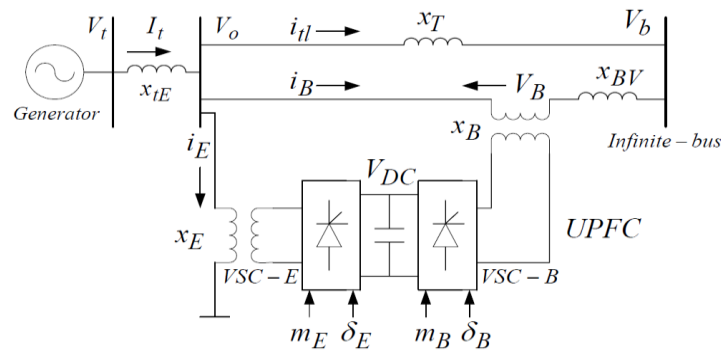 V_t I_t V_o i_tl x_T V_b
x_tE i_B V_B x_BV
Generator x_B Infinite-bus
i_E
V_DC
x_E UPFC
VSC-E VSC-B
m_E δ_E m_B δ_B